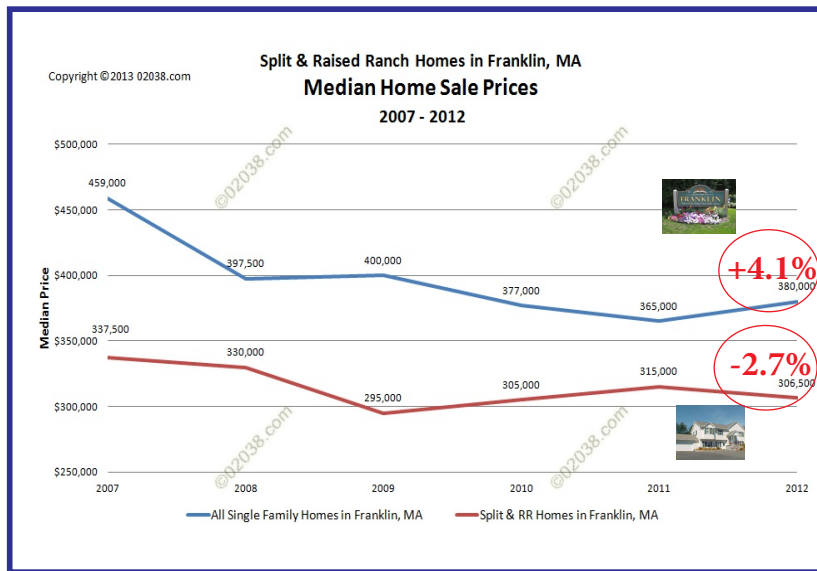 Split & Raised Ranch Homes in Franklin, MA
Copyright ©2013 02038.com
Median Home Sale Prices
2007 - 2012
©02038.com
©02038.com
$500,000
$450,000
$400,000
$350,000
$300,000
$250,000
Median Price
459,000
397,500
400,000
377,000
365,000
380,000
+4.1%
FRANKLIN
337,500
330,000
295,000
305,000
315,000
306,500
-2.7%
©02038.com
©02038.com
2007
2008
2009
2010
2011
2012
All Single Family Homes in Franklin, MA
Split & RR Homes in Franklin, MA